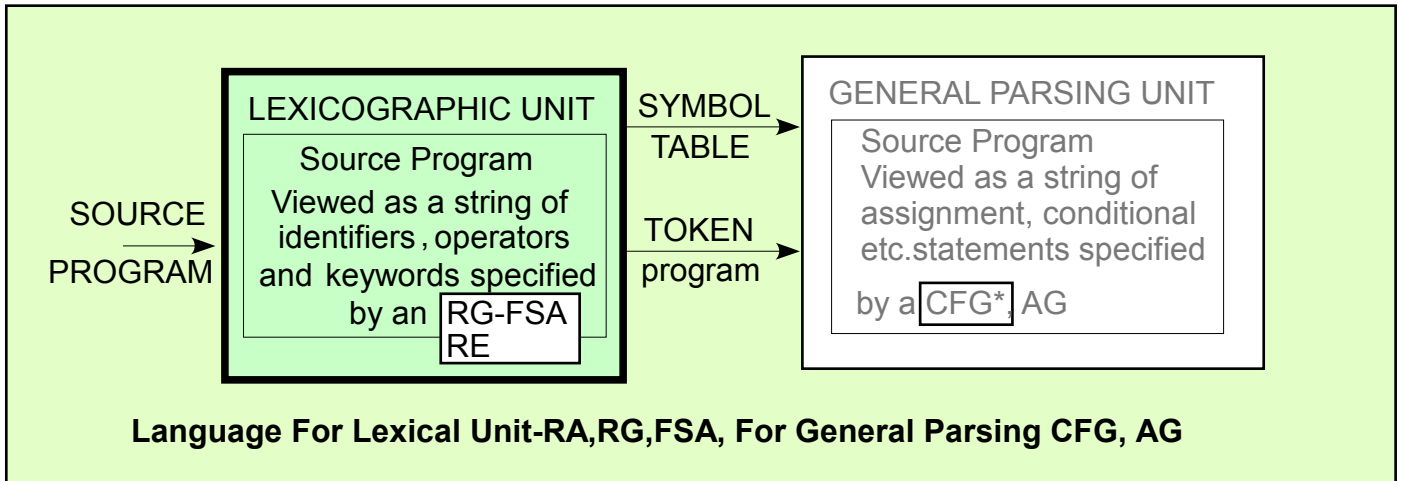 SOURCE
PROGRAM
LEXICOGRAPHIC UNIT
Source Program
Viewed as a string of
identifiers, operators
and keywords specified
by an RG-FSA
RE
SYMBOL
TABLE
TOKEN
program
GENERAL PARSING UNIT
Source Program
Viewed as a string of
assignment, conditional
etc.statements specified
by a CFG*, AG
Language For Lexical Unit-RA,RG,FSA, For General Parsing CFG, AG